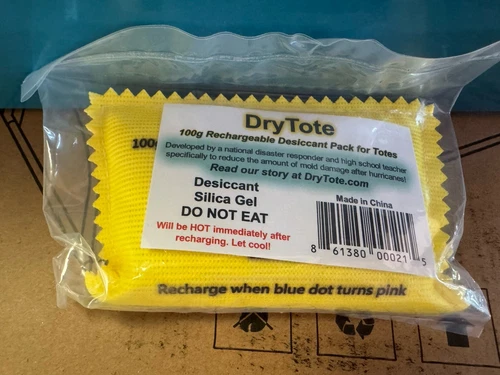 DryTote
100g Rechargeable Desiccant Pack for Totes
Developed by a national disaster responder and high school teacher
specifically to reduce the amount of mold damage after hurricanes!
Read our story at DryTote.com
100g
Desiccant
Silica Gel
DO NOT EAT
Will be HOT immediately after
recharging. Let cool!
Made in China
8 61380 00021 5
Recharge when blue dot turns pink